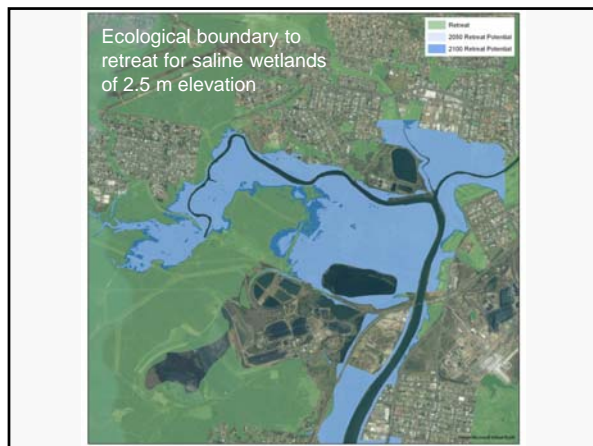 Ecological boundary to
retreat for saline wetlands
of 2.5 m elevation
Retreat
2050 Retreat Potential
2100 Retreat Potential